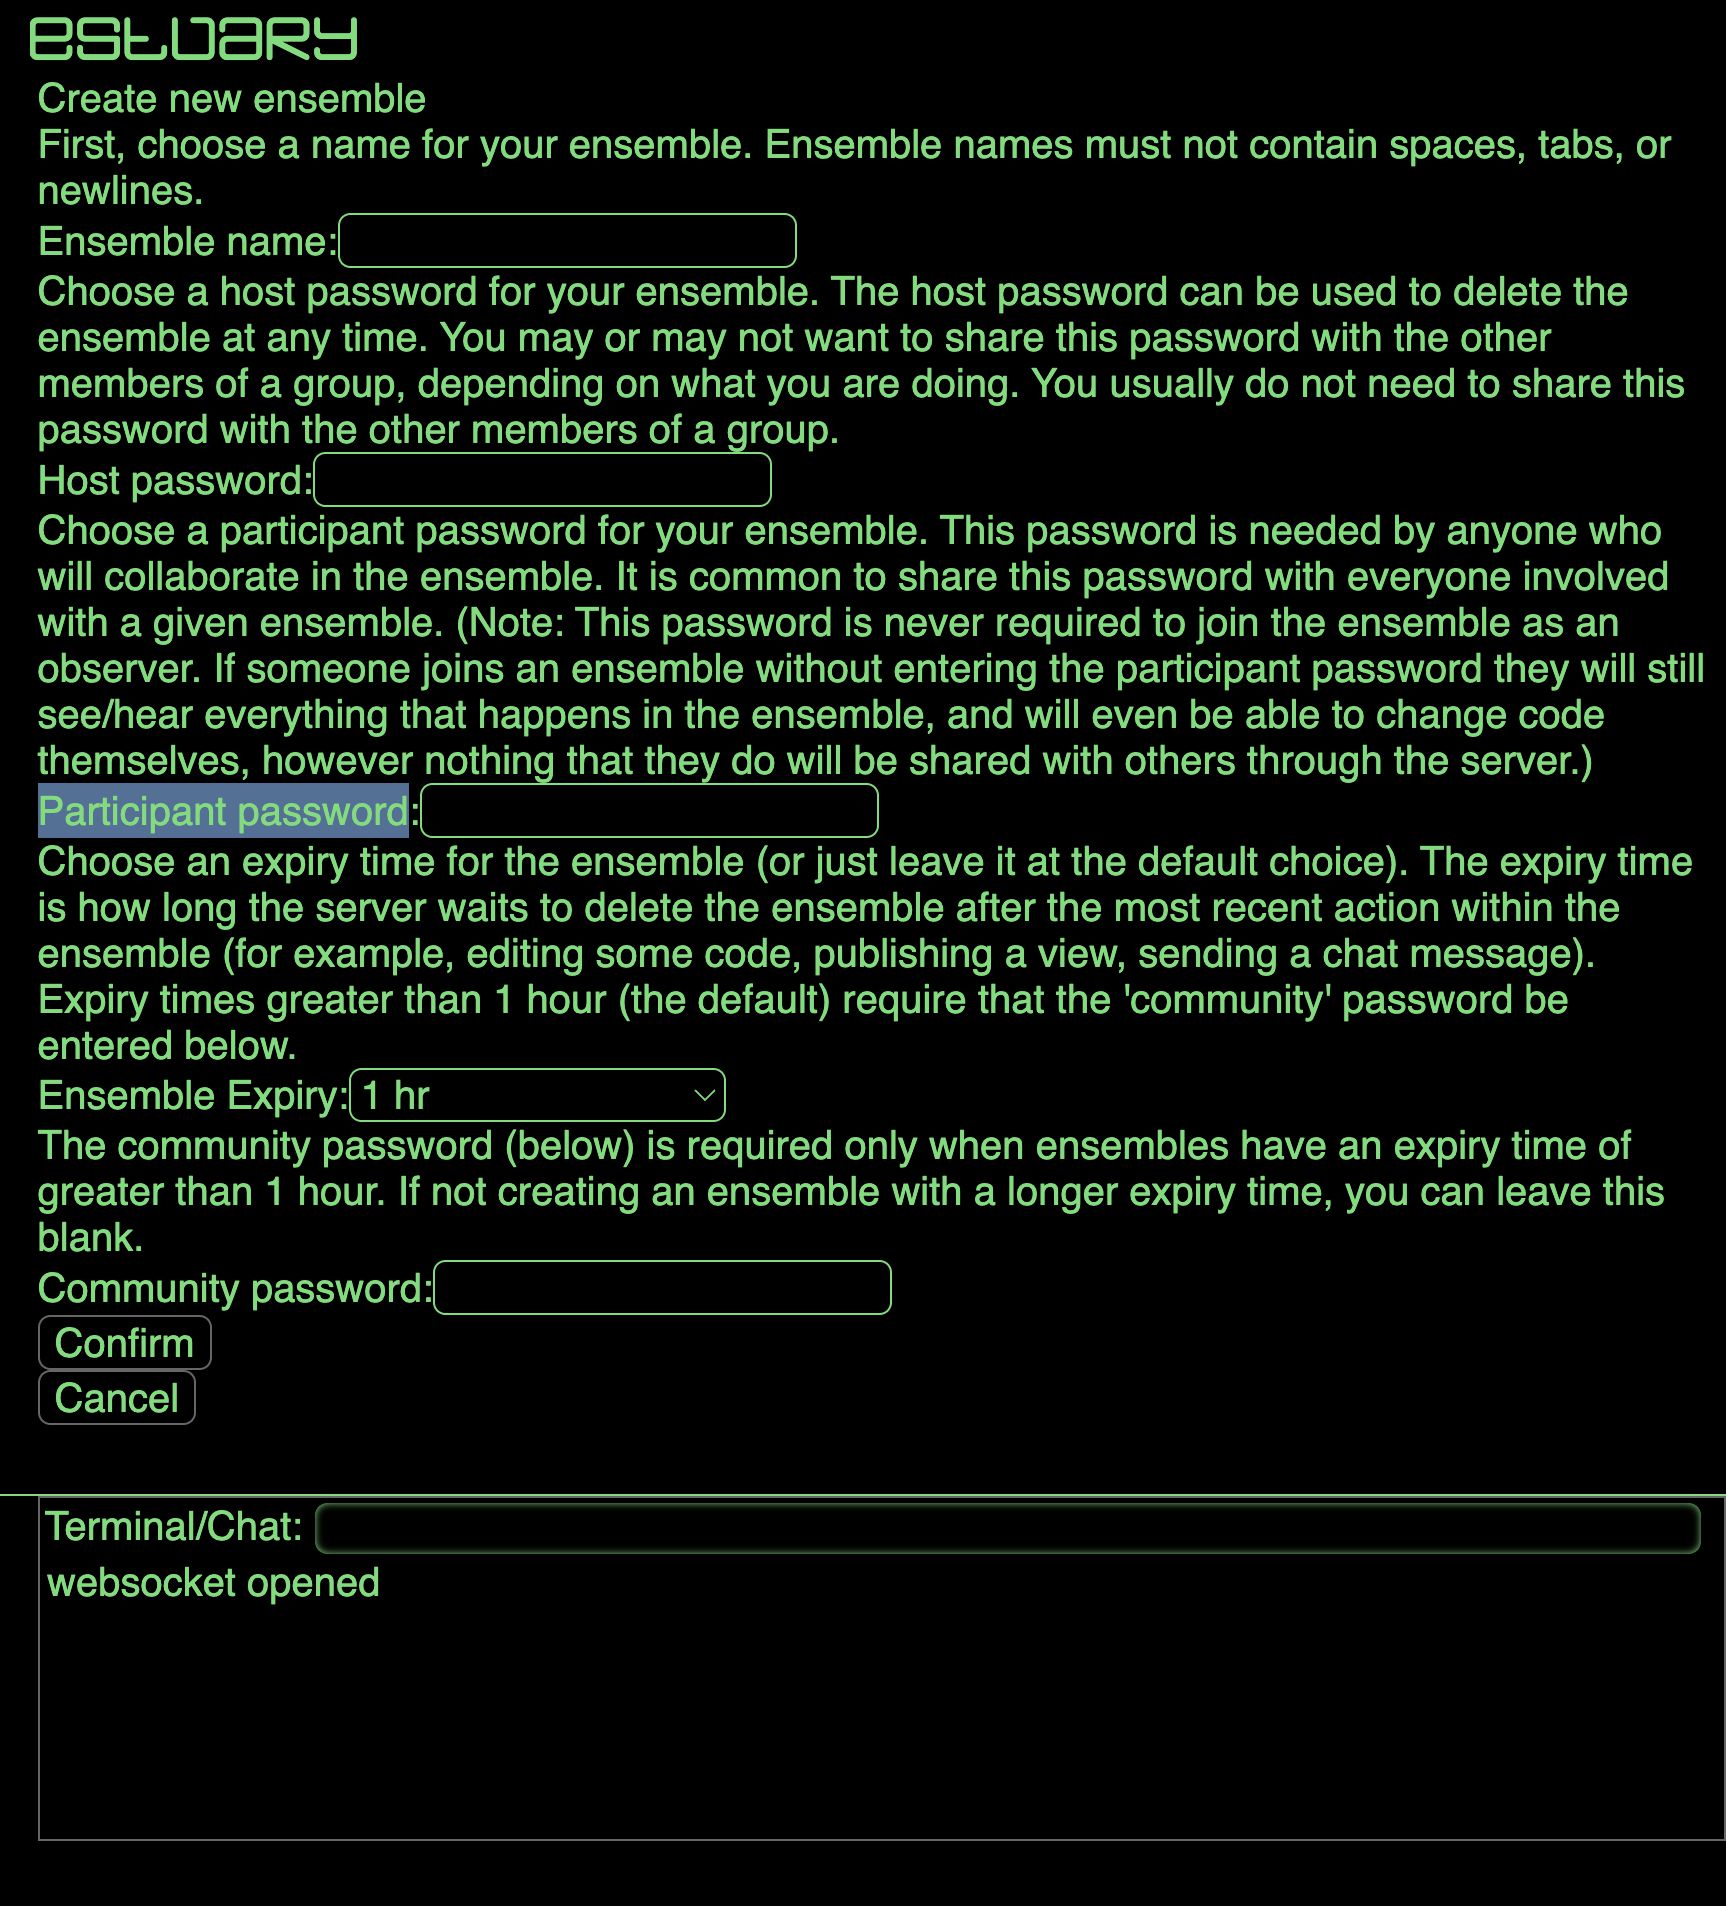 estuary
Create new ensemble
First, choose a name for your ensemble. Ensemble names must not contain spaces, tabs, or
newlines.
Ensemble name:
Choose a host password for your ensemble. The host password can be used to delete the
ensemble at any time. You may or may not want to share this password with the other
members of a group, depending on what you are doing. You usually do not need to share this
password with the other members of a group.
Host password:
Choose a participant password for your ensemble. This password is needed by anyone who
will collaborate in the ensemble. It is common to share this password with everyone involved
with a given ensemble. (Note: This password is never required to join the ensemble as an
observer. If someone joins an ensemble without entering the participant password they will still
see/hear everything that happens in the ensemble, and will even be able to change code
themselves, however nothing that they do will be shared with others through the server.)
Participant password:
Choose an expiry time for the ensemble (or just leave it at the default choice). The expiry time
is how long the server waits to delete the ensemble after the most recent action within the
ensemble (for example, editing some code, publishing a view, sending a chat message).
Expiry times greater than 1 hour (the default) require that the 'community' password be
entered below.
Ensemble Expiry: 1 hr
The community password (below) is required only when ensembles have an expiry time of
greater than 1 hour. If not creating an ensemble with a longer expiry time, you can leave this
blank.
Community password:
Confirm
Cancel
Terminal/Chat:
websocket opened